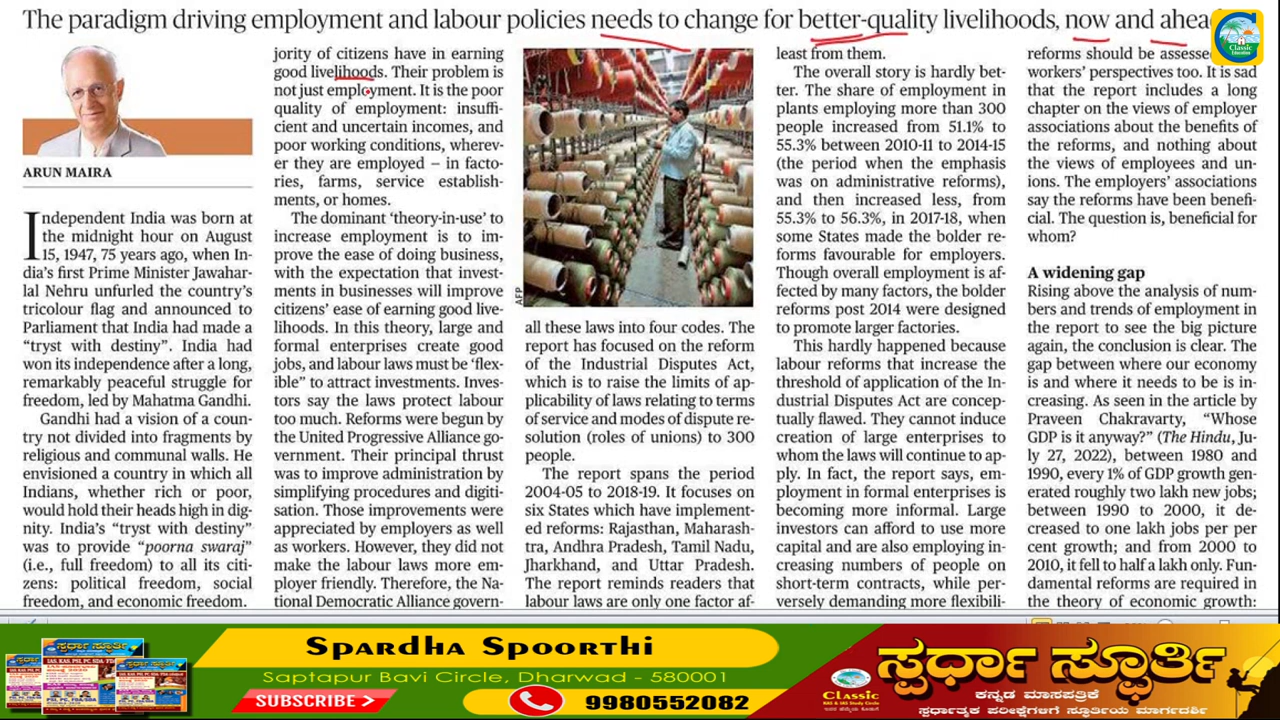 The paradigm driving employment and labour policies needs to change for better-quality livelihoods, now and ahead
ARUN MAIRA
Independent India was born at
the midnight hour on August
15, 1947, 75 years ago, when In-
dia's first Prime Minister Jawahar-
lal Nehru unfurled the country's
tricolour flag and announced to
Parliament that India had made a
“tryst with destiny”. India had
won its independence after a long,
remarkably peaceful struggle for
freedom, led by Mahatma Gandhi.
Gandhi had a vision of a coun-
try not divided into fragments by
religious and communal walls. He
envisioned a country in which all
Indians, whether rich or poor,
would hold their heads high in dig-
nity. India's “tryst with destiny”
was to provide “poorna swaraj”
(i.e., full freedom) to all its citi-
zens: political freedom, social
freedom, and economic freedom.
jority of citizens have in earning
good livelihoods. Their problem is
not just employment. It is the poor
quality of employment: insuffi-
cient and uncertain incomes, and
poor working conditions, wherev-
er they are employed – in facto-
ries, farms, service establish-
ments, or homes.
The dominant ‘theory-in-use’ to
increase employment is to im-
prove the ease of doing business,
with the expectation that invest-
ments in businesses will improve
citizens' ease of earning good live-
lihoods. In this theory, large and
formal enterprises create good
jobs, and labour laws must be ‘flex-
ible” to attract investments. Inves-
tors say the laws protect labour
too much. Reforms were begun by
the United Progressive Alliance go-
vernment. Their principal thrust
was to improve administration by
simplifying procedures and digiti-
sation. Those improvements were
appreciated by employers as well
as workers. However, they did not
make the labour laws more em-
ployer friendly. Therefore, the Na-
tional Democratic Alliance govern-
AFP
all these laws into four codes. The
report has focused on the reform
of the Industrial Disputes Act,
which is to raise the limits of ap-
plicability of laws relating to terms
of service and modes of dispute re-
solution (roles of unions) to 300
people.
The report spans the period
2004-05 to 2018-19. It focuses on
six States which have implement-
ed reforms: Rajasthan, Maharash-
tra, Andhra Pradesh, Tamil Nadu,
Jharkhand, and Uttar Pradesh.
The report reminds readers that
labour laws are only one factor af-
least from them.
The overall story is hardly bet-
ter. The share of employment in
plants employing more than 300
people increased from 51.1% to
55.3% between 2010-11 to 2014-15
(the period when the emphasis
was on administrative reforms),
and then increased less, from
55.3% to 56.3%, in 2017-18, when
some States made the bolder re-
forms favourable for employers.
Though overall employment is af-
fected by many factors, the bolder
reforms post 2014 were designed
to promote larger factories.
This hardly happened because
labour reforms that increase the
threshold of application of the In-
dustrial Disputes Act are concep-
tually flawed. They cannot induce
creation of large enterprises to
whom the laws will continue to ap-
ply. In fact, the report says, em-
ployment in formal enterprises is
becoming more informal. Large
investors can afford to use more
capital and are also employing in-
creasing numbers of people on
short-term contracts, while per-
versely demanding more flexibili-
reforms should be assessed
workers' perspectives too. It is sad
that the report includes a long
chapter on the views of employer
associations about the benefits of
the reforms, and nothing about
the views of employees and un-
ions. The employers' associations
say the reforms have been benefi-
cial. The question is, beneficial for
whom?
A widening gap
Rising above the analysis of num-
bers and trends of employment in
the report to see the big picture
again, the conclusion is clear. The
gap between where our economy
is and where it needs to be is in-
creasing. As seen in the article by
Praveen Chakravarty, “Whose
GDP is it anyway?” (The Hindu, Ju-
ly 27, 2022), between 1980 and
1990, every 1% of GDP growth gen-
erated roughly two lakh new jobs;
between 1990 to 2000, it de-
creased to one lakh jobs per per
cent growth; and from 2000 to
2010, it fell to half a lakh only. Fun-
damental reforms are required in
the theory of economic growth:
Classic
Education
Spardha Spoorthi
Saptapur Bavi Circle, Dharwad - 580001
SUBSCRIBE
9980552082
ಸ್ಪರ್ಧಾ ಸ್ಫೂರ್ತಿ
ಕನ್ನಡ ಮಾಸಪತ್ರಿಕೆ
ಸ್ಪರ್ಧಾತ್ಮಕ ಪರೀಕ್ಷೆಗಳಿಗೆ ಸ್ಫೂರ್ತಿಯ ಮಾರ್ಗದರ್ಶಿ
Classic
KAS & IAS Study Circle